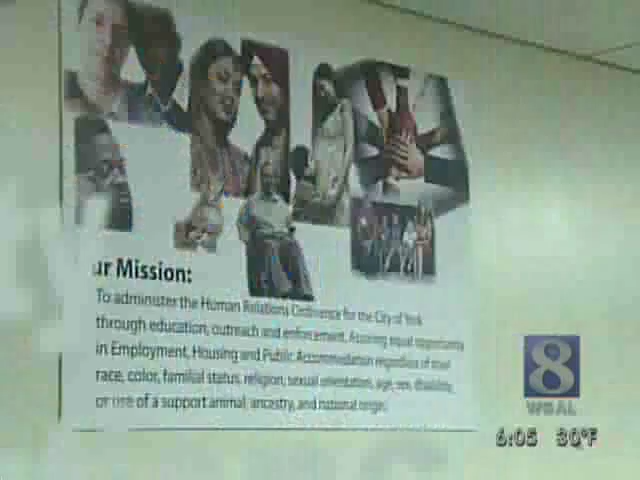 ur Mission:
To administer the Human Relations Ordinance for the City of York
through education, outreach and enforcement. Assuring equal
in Employment, Housing and Public Accommodation regardless of
race, color, familial status, religion, sexual orientation, age, sex, disability,
or use of a support animal, ancestry, and national origin.
8
WGAL
6:05 30°F